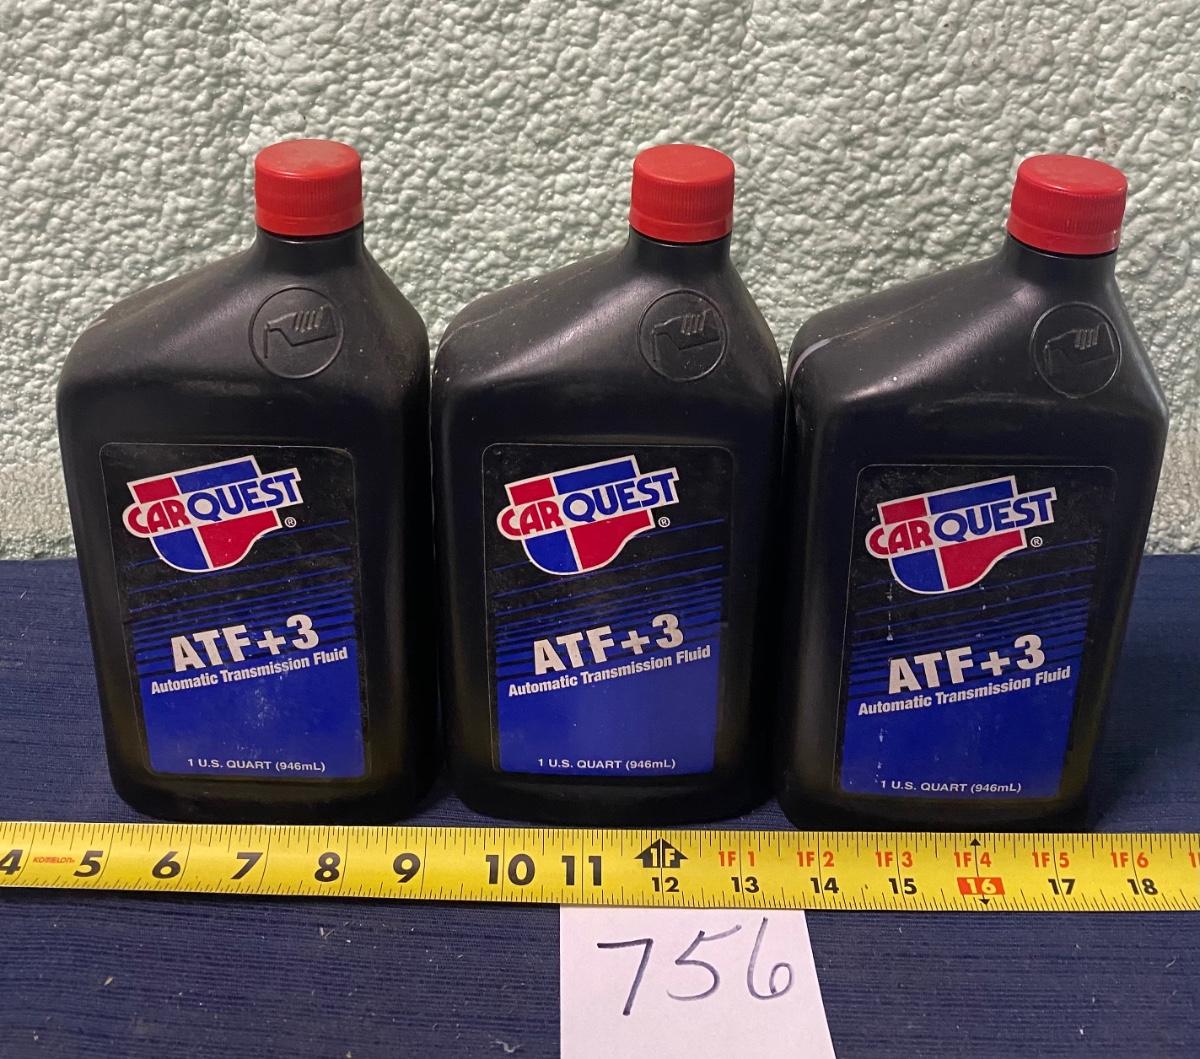 CARQUEST®
ATF+3
Automatic Transmission Fluid
1 U.S. QUART (946mL)
CARQUEST®
ATF+3
Automatic Transmission Fluid
1 U.S. QUART (946mL)
CARQUEST®
ATF+3
Automatic Transmission Fluid
1 U.S. QUART (946mL)
1F 1F 1 1F 2 1F 3 1F 4 1F 5 1F 6
4 KOMELON® 5 6 7 8 9 10 11 12 13 14 15 16 17 18
756